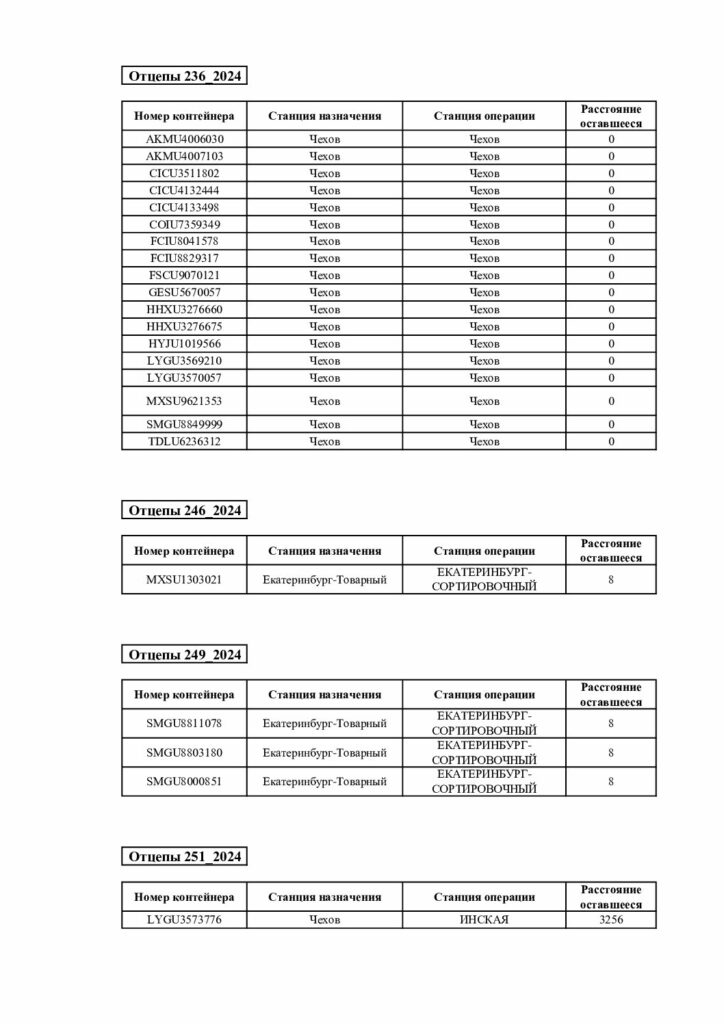 Отцепы 236_2024
Номер контейнера Станция назначения Станция операции Расстояние оставшееся
AKMU4006030 Чехов Чехов 0
AKMU4007103 Чехов Чехов 0
CICU3511802 Чехов Чехов 0
CICU4132444 Чехов Чехов 0
CICU4133498 Чехов Чехов 0
COIU7359349 Чехов Чехов 0
FCIU8041578 Чехов Чехов 0
FCIU8829317 Чехов Чехов 0
FSCU9070121 Чехов Чехов 0
GESU5670057 Чехов Чехов 0
HHXU3276660 Чехов Чехов 0
HHXU3276675 Чехов Чехов 0
HYJU1019566 Чехов Чехов 0
LYGU3569210 Чехов Чехов 0
LYGU3570057 Чехов Чехов 0
MXSU9621353 Чехов Чехов 0
SMGU8849999 Чехов Чехов 0
TDLU6236312 Чехов Чехов 0
Отцепы 246_2024
Номер контейнера Станция назначения Станция операции Расстояние оставшееся
MXSU1303021 Екатеринбург-Товарный ЕКАТЕРИНБУРГ-СОРТИРОВОЧНЫЙ 8
Отцепы 249_2024
Номер контейнера Станция назначения Станция операции Расстояние оставшееся
SMGU8811078 Екатеринбург-Товарный ЕКАТЕРИНБУРГ-СОРТИРОВОЧНЫЙ 8
SMGU8803180 Екатеринбург-Товарный ЕКАТЕРИНБУРГ-СОРТИРОВОЧНЫЙ 8
SMGU8000851 Екатеринбург-Товарный ЕКАТЕРИНБУРГ-СОРТИРОВОЧНЫЙ 8
Отцепы 251_2024
Номер контейнера Станция назначения Станция операции Расстояние оставшееся
LYGU3573776 Чехов ИНСКАЯ 3256